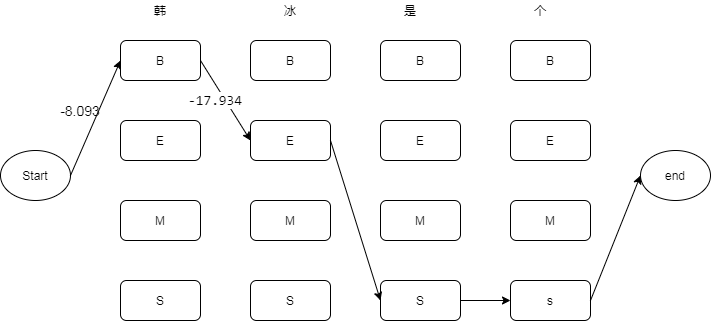 韩 冰 是 个
B B B B
-8.093 -17.934
E E E E
Start end
M M M M
S S S s